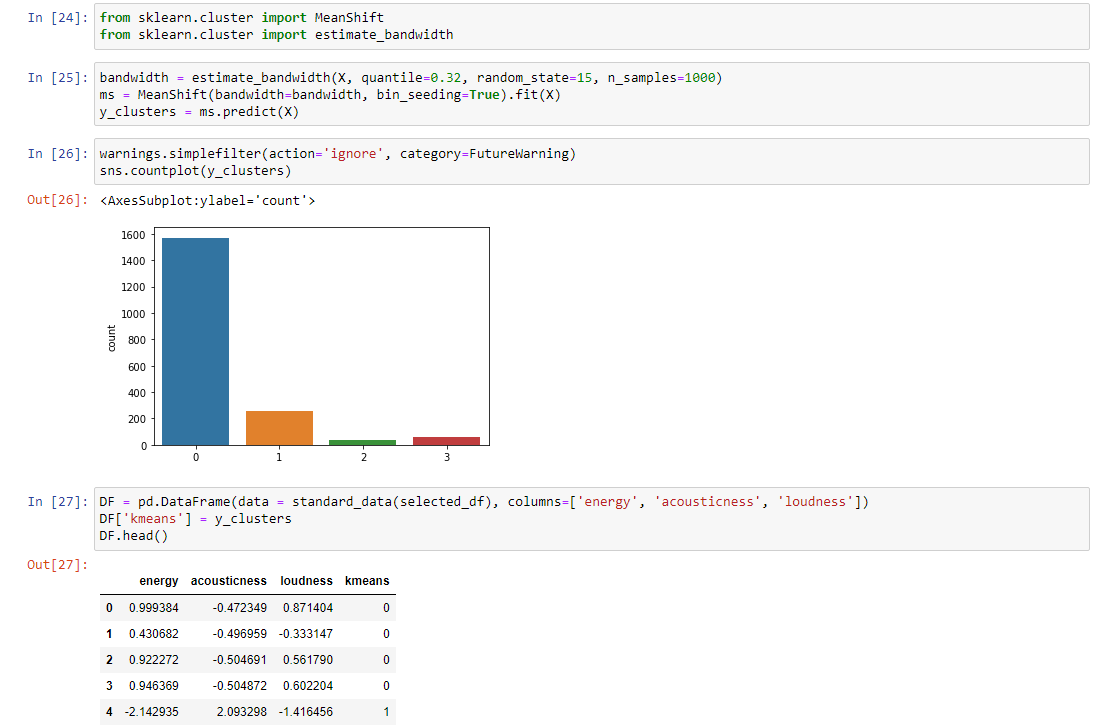 In [24]: from sklearn.cluster import MeanShift
from sklearn.cluster import estimate_bandwidth
In [25]: bandwidth = estimate_bandwidth(X, quantile=0.32, random_state=15, n_samples=1000)
ms = MeanShift(bandwidth=bandwidth, bin_seeding=True).fit(X)
y_clusters = ms.predict(X)
In [26]: warnings.simplefilter(action='ignore', category=FutureWarning)
sns.countplot(y_clusters)
Out[26]: <AxesSubplot:ylabel='count'>
1600
1400
1200
1000
800
600
400
200
0
count
0 1 2 3
In [27]: DF = pd.DataFrame(data = standard_data(selected_df), columns=['energy', 'acousticness', 'loudness'])
DF['kmeans'] = y_clusters
DF.head()
Out[27]:
energy acousticness loudness kmeans
0 0.999384 -0.472349 0.871404 0
1 0.430682 -0.496959 -0.333147 0
2 0.922272 -0.504691 0.561790 0
3 0.946369 -0.504872 0.602204 0
4 -2.142935 2.093298 -1.416456 1